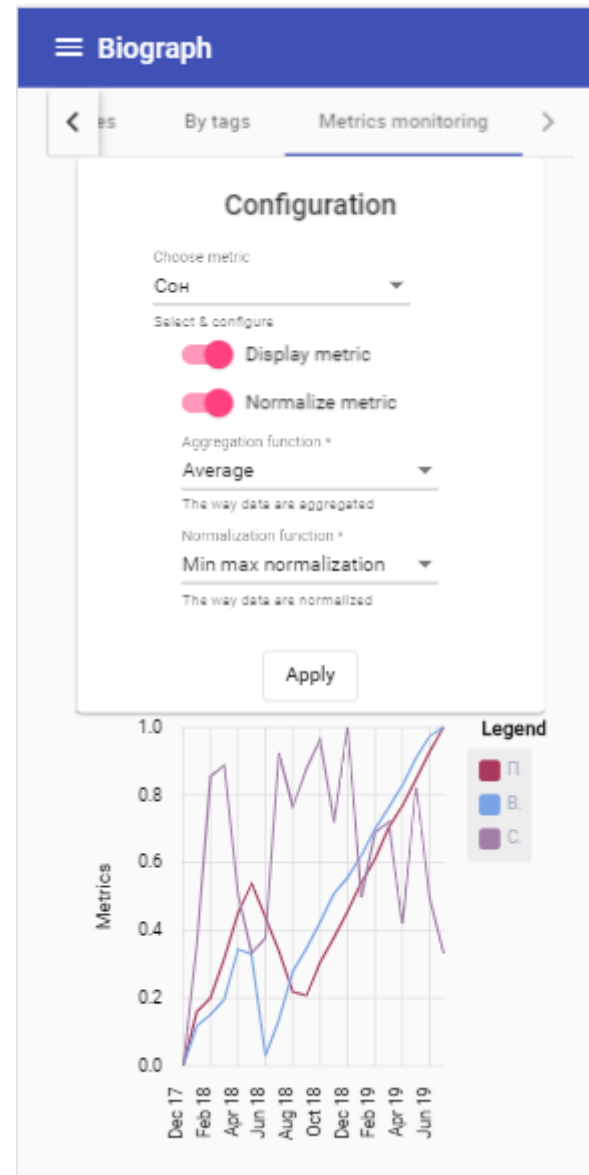 Biograph
es By tags Metrics monitoring
Configuration
Choose metric
Сон
Select & configure
Display metric
Normalize metric
Aggregation function *
Average
The way data are aggregated
Normalization function *
Min max normalization
The way data are normalized
Apply
Legend
П.
В.
С.
Metrics
1.0
0.8
0.6
0.4
0.2
0.0
Dec 17
Feb 18
Apr 18
Jun 18
Aug 18
Oct 18
Dec 18
Feb 19
Apr 19
Jun 19